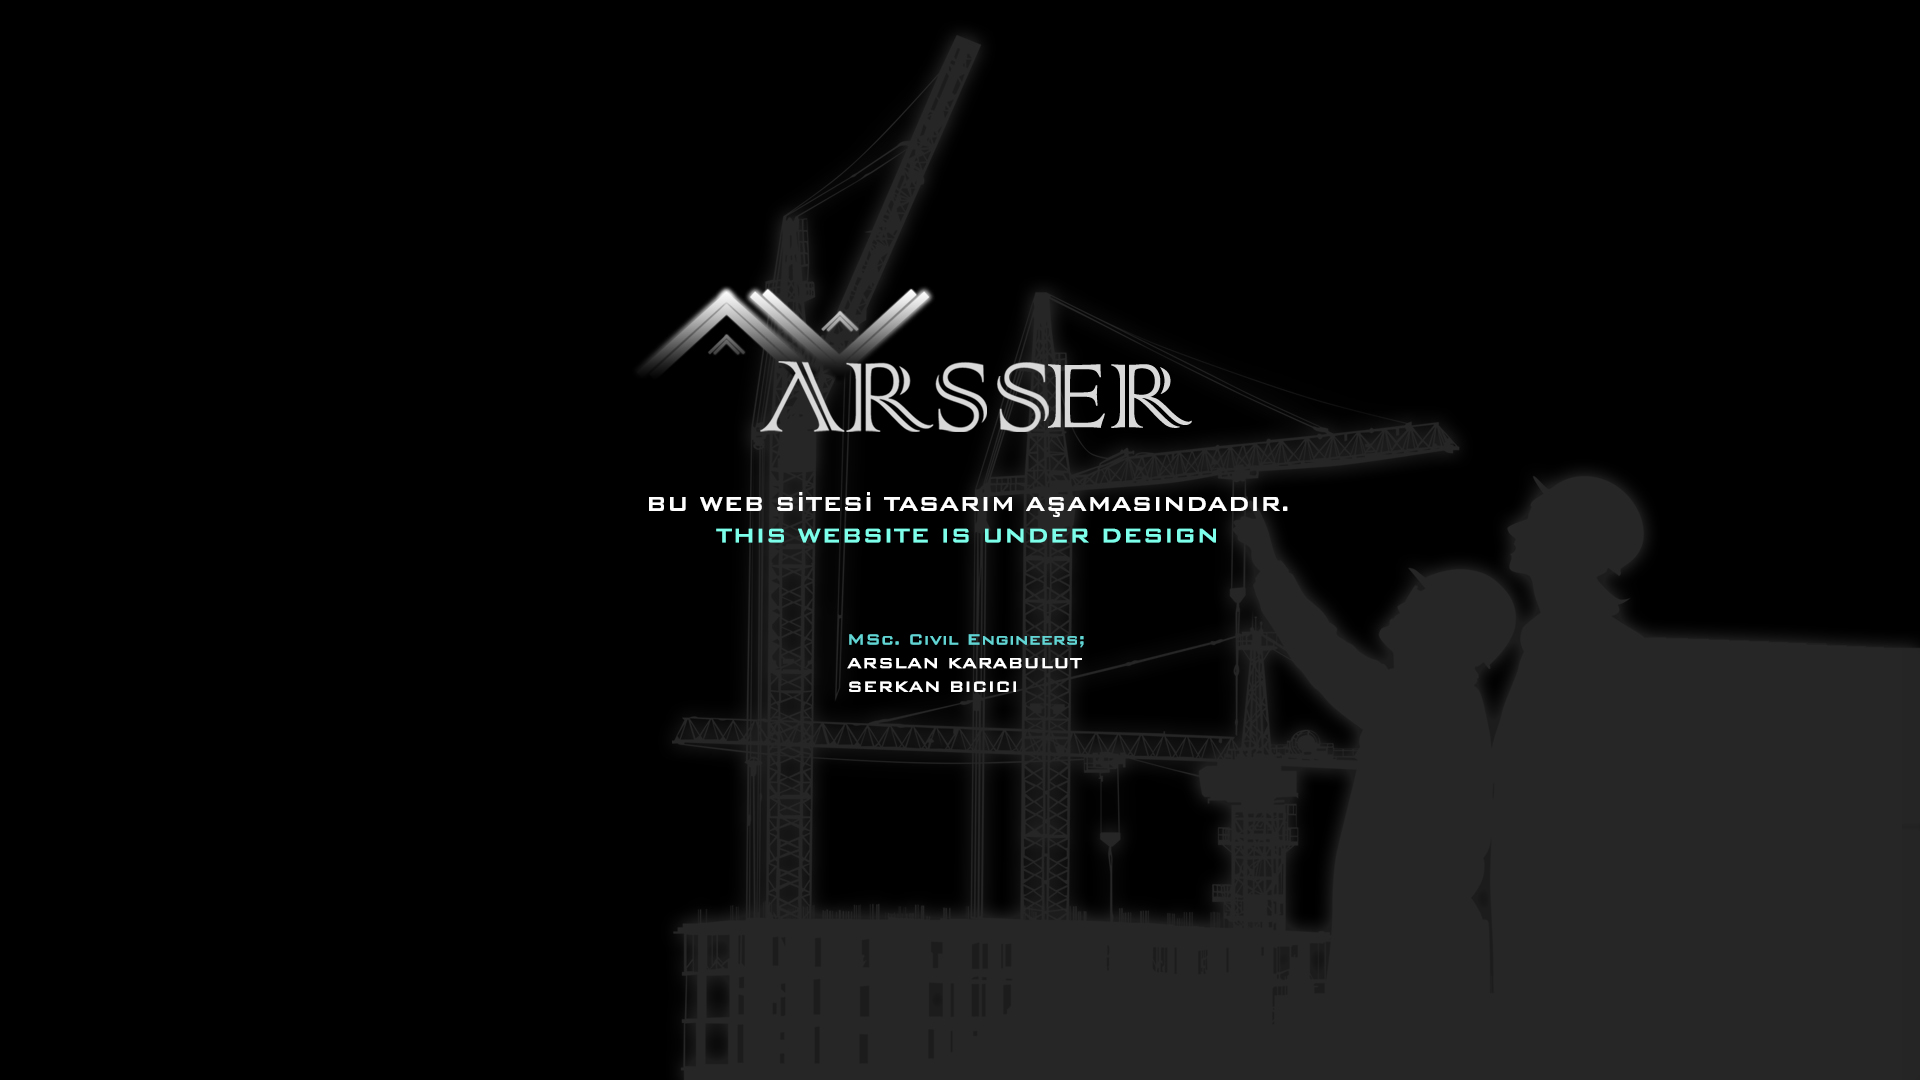 ARSSER
BU WEB SİTESİ TASARIM AŞAMASINDADIR.
THIS WEBSITE IS UNDER DESIGN
MSc. Civil Engineers;
ARSLAN KARABULUT
SERKAN BICICI